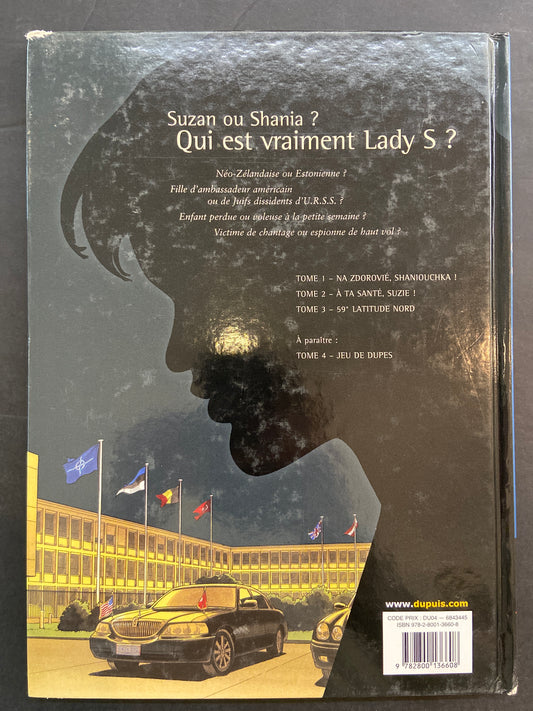 Suzan ou Shania ?
Qui est vraiment Lady S ?
Néo-Zélandaise ou Estonienne ?
Fille d'ambassadeur américain
ou de Juifs dissidents d'U.R.S.S. ?
Enfant perdue ou voleuse à la petite semaine ?
Victime de chantage ou espionne de haut vol ?
TOME 1 – NA ZDOROVIÉ, SHANIOUCHKA !
TOME 2 – À TA SANTÉ, SUZIE !
TOME 3 – 59° LATITUDE NORD
À paraître :
TOME 4 – JEU DE DUPES
www.dupuis.com
CODE PRIX : DU04 — 6843445
ISBN 978-2-8001-3660-8
9 782800 136608